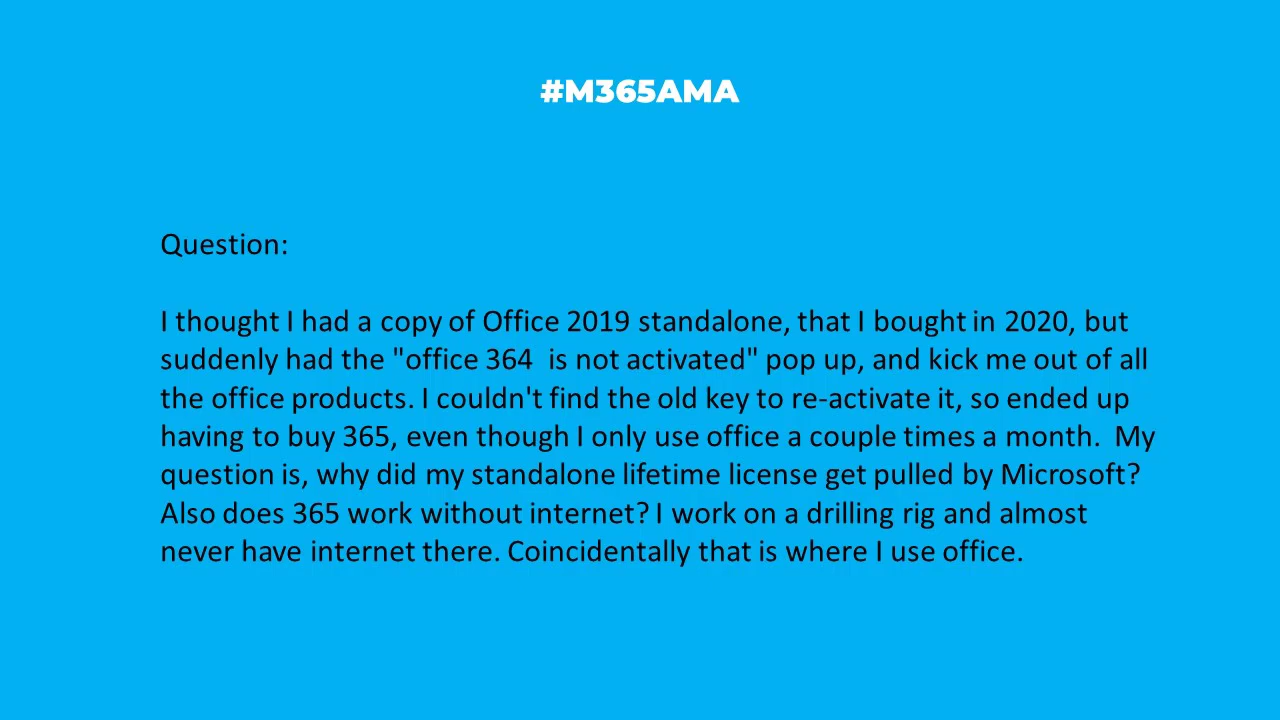 #M365AMA
Question:
I thought I had a copy of Office 2019 standalone, that I bought in 2020, but
suddenly had the "office 364  is not activated" pop up, and kick me out of all
the office products. I couldn't find the old key to re-activate it, so ended up
having to buy 365, even though I only use office a couple times a month.  My
question is, why did my standalone lifetime license get pulled by Microsoft?
Also does 365 work without internet? I work on a drilling rig and almost
never have internet there. Coincidentally that is where I use office.